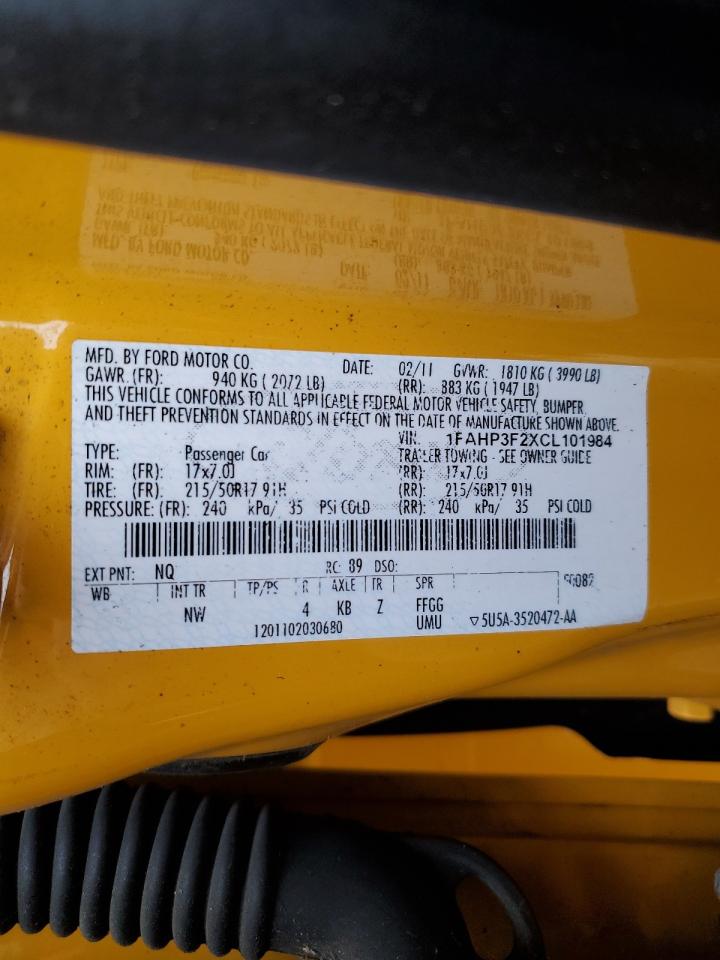 MFD. BY FORD MOTOR CO. DATE: 02/11 GVWR: 1810 KG ( 3990 LB)
GAWR (FR): 940 KG ( 2072 LB) (RR): 883 KG ( 1947 LB)
THIS VEHICLE CONFORMS TO ALL APPLICABLE FEDERAL MOTOR VEHICLE SAFETY, BUMPER,
AND THEFT PREVENTION STANDARDS IN EFFECT ON THE DATE OF MANUFACTURE SHOWN ABOVE.
VIN: 1FAHP3F2XCL101984
TYPE: Passenger Car TRAILER TOWING - SEE OWNER GUIDE
RIM: (FR): 17x7.0J (RR): 17x7.0J
TIRE: (FR): 215/50R17 91H (RR): 215/50R17 91H
PRESSURE: (FR): 240 kPa/ 35 PSI COLD (RR): 240 kPa/ 35 PSI COLD
EXT PNT: NQ RC: 89 DSO:
WB INT TR TP/PS R AXLE TR SPR
NW 4 KB Z FFGG
1201102030680 UMU ▽5U5A-3520472-AA